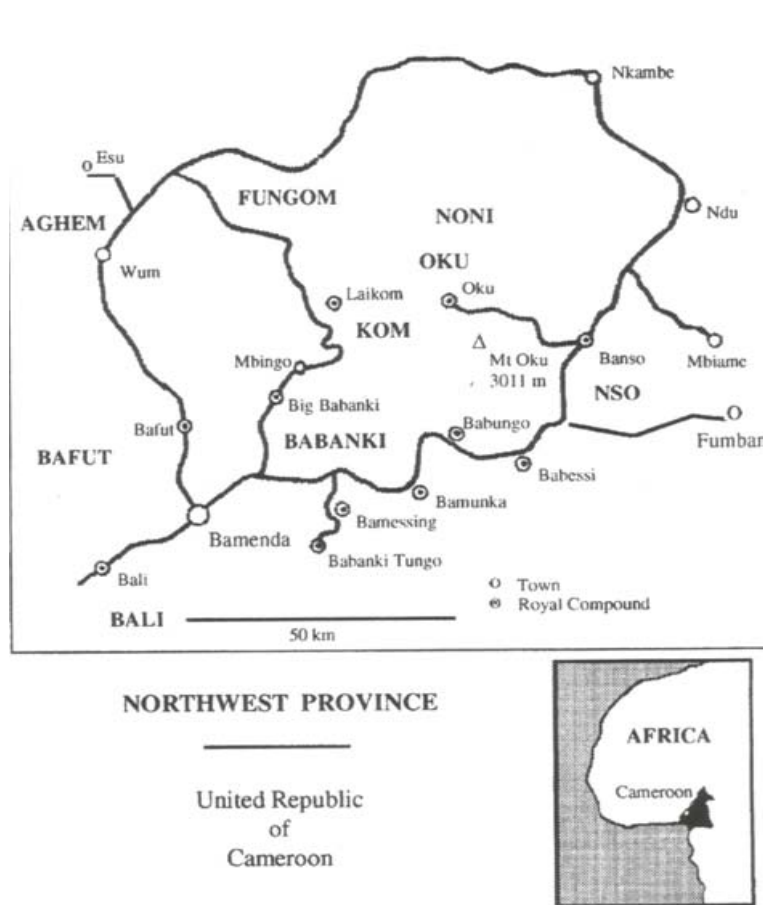 Nkambe
Esu
FUNGOM
AGHEM
NONI
Ndu
OKU
Wum
Laikom
Oku
KOM
Mt Oku
3011 m
Banso
Mbiame
Mbingo
NSO
Big Babanki
Bafut
BABANKI
Babungo
Fumban
BAFUT
Babessi
Bamunka
Bamessing
Bamenda
Babanki Tungo
Bali
Town
Royal Compound
BALI
50 km
NORTHWEST PROVINCE
United Republic
of
Cameroon
AFRICA
Cameroon